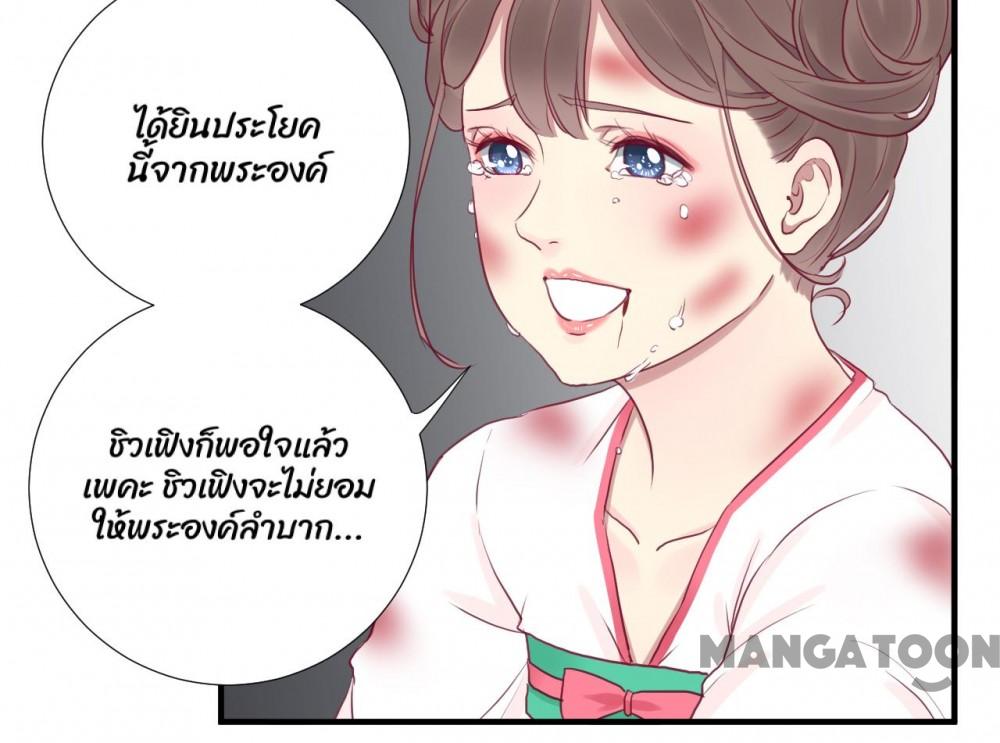 ได้ยินประโยค
นี้จากพระองค์
ชิวเฟิงก็พอใจแล้ว
เพคะ ชิวเฟิงจะไม่ยอม
ให้พระองค์ลำบาก...
MANGATOON